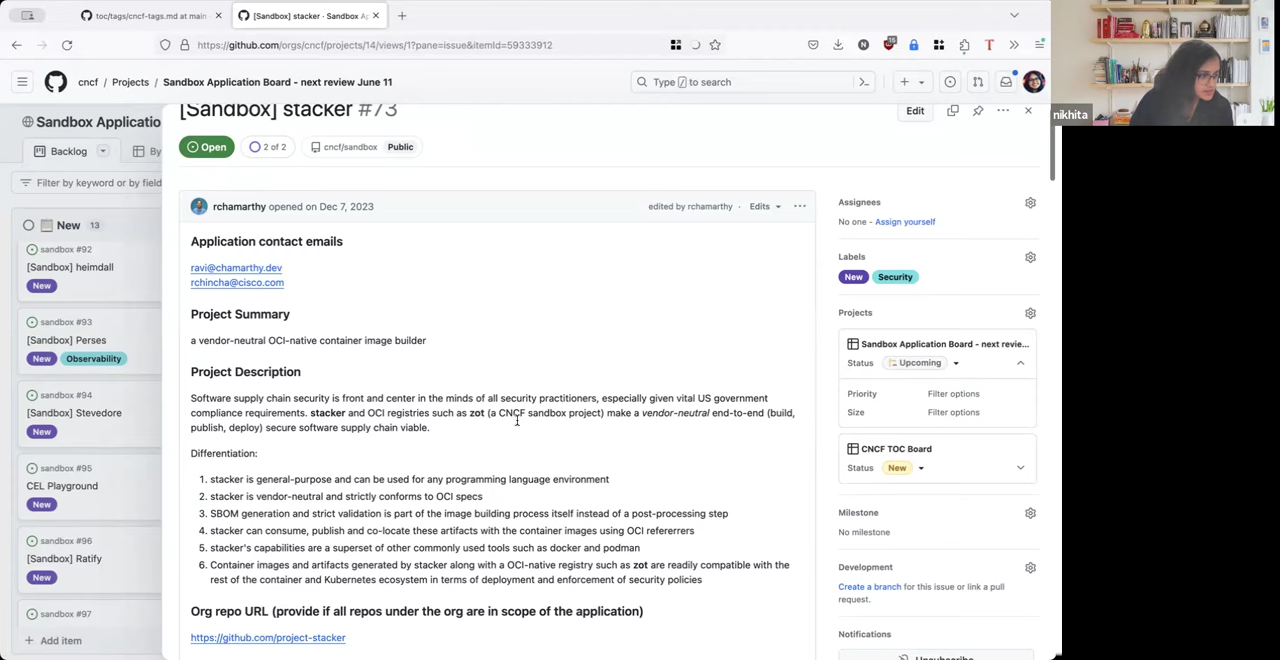 toc/tags/cncf-tags.md at main
[Sandbox] stacker · Sandbox A
https://github.com/orgs/cncf/projects/14/views/1?pane=issue&itemId=59333912
15
cncf / Projects / Sandbox Application Board - next review June 11
Type / to search
nikhita
Sandbox Applicatio
Backlog
By
Filter by keyword or by field
New 13
sandbox #92
[Sandbox] heimdall
New
sandbox #93
[Sandbox] Perses
New Observability
sandbox #94
[Sandbox] Stevedore
New
sandbox #95
CEL Playground
New
sandbox #96
[Sandbox] Ratify
New
sandbox #97
Add item
[Sandbox] stacker #73
Edit
Open
2 of 2
cncf/sandbox Public
rchamarthy opened on Dec 7, 2023
edited by rchamarthy · Edits
Application contact emails
ravi@chamarthy.dev
rchincha@cisco.com
Project Summary
a vendor-neutral OCI-native container image builder
Project Description
Software supply chain security is front and center in the minds of all security practitioners, especially given vital US government
compliance requirements. stacker and OCI registries such as zot (a CNCF sandbox project) make a vendor-neutral end-to-end (build,
publish, deploy) secure software supply chain viable.
Differentiation:
1. stacker is general-purpose and can be used for any programming language environment
2. stacker is vendor-neutral and strictly conforms to OCI specs
3. SBOM generation and strict validation is part of the image building process itself instead of a post-processing step
4. stacker can consume, publish and co-locate these artifacts with the container images using OCI refererrers
5. stacker's capabilities are a superset of other commonly used tools such as docker and podman
6. Container images and artifacts generated by stacker along with a OCI-native registry such as zot are readily compatible with the
rest of the container and Kubernetes ecosystem in terms of deployment and enforcement of security policies
Org repo URL (provide if all repos under the org are in scope of the application)
https://github.com/project-stacker
Assignees
No one - Assign yourself
Labels
New Security
Projects
Sandbox Application Board - next revie...
Status Upcoming
Priority Filter options
Size Filter options
CNCF TOC Board
Status New
Milestone
No milestone
Development
Create a branch for this issue or link a pull
request.
Notifications
Unsubscribe